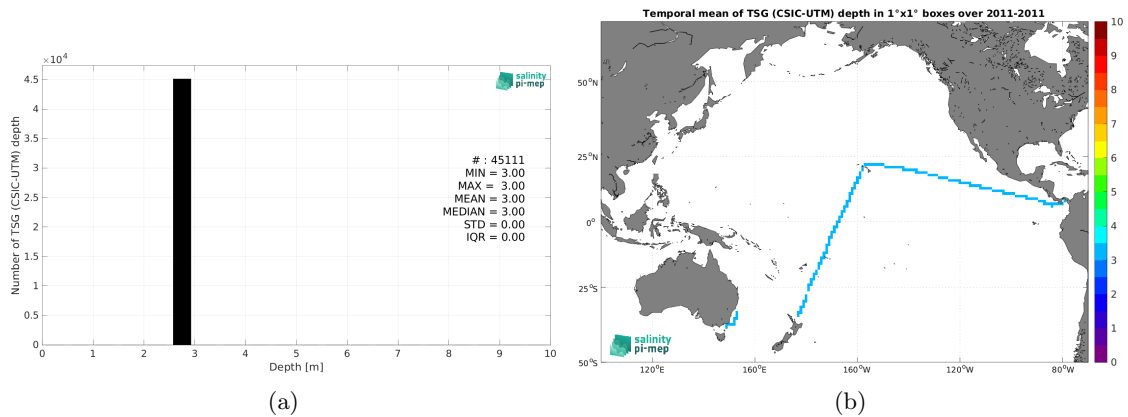 ×10⁴
4.5
4
3.5
3
2.5
2
1.5
1
0.5
0
Number of TSG (CSIC-UTM) depth
salinity
pi-mep
# : 45111
MIN = 3.00
MAX = 3.00
MEAN = 3.00
MEDIAN = 3.00
STD = 0.00
IQR = 0.00
0 1 2 3 4 5 6 7 8 9 10
Depth [m]
(a)
Temporal mean of TSG (CSIC-UTM) depth in 1°x1° boxes over 2011-2011
50°N
25°N
0°
25°S
50°S
salinity
pi-mep
120°W 160°W 160°W 120°W 80°W
10
9
8
7
6
5
4
3
2
1
0
(b)